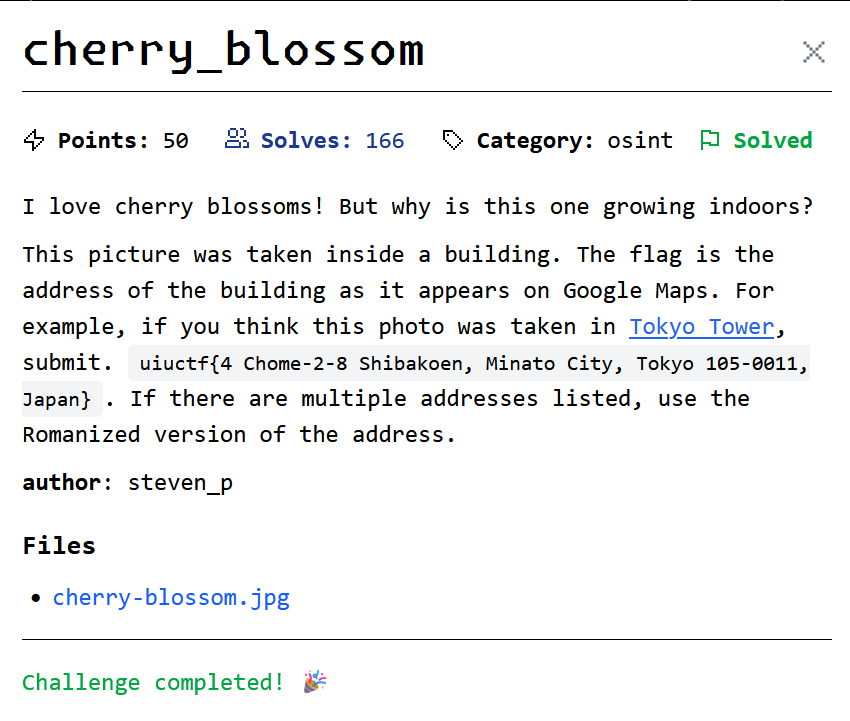 cherry_blossom
Points: 50 Solves: 166 Category: osint Solved
I love cherry blossoms! But why is this one growing indoors?
This picture was taken inside a building. The flag is the
address of the building as it appears on Google Maps. For
example, if you think this photo was taken in Tokyo Tower,
submit. uiuctf{4 Chome-2-8 Shibakoen, Minato City, Tokyo 105-0011,
Japan} . If there are multiple addresses listed, use the
Romanized version of the address.
author: steven_p
Files
• cherry-blossom.jpg
Challenge completed! 🎉